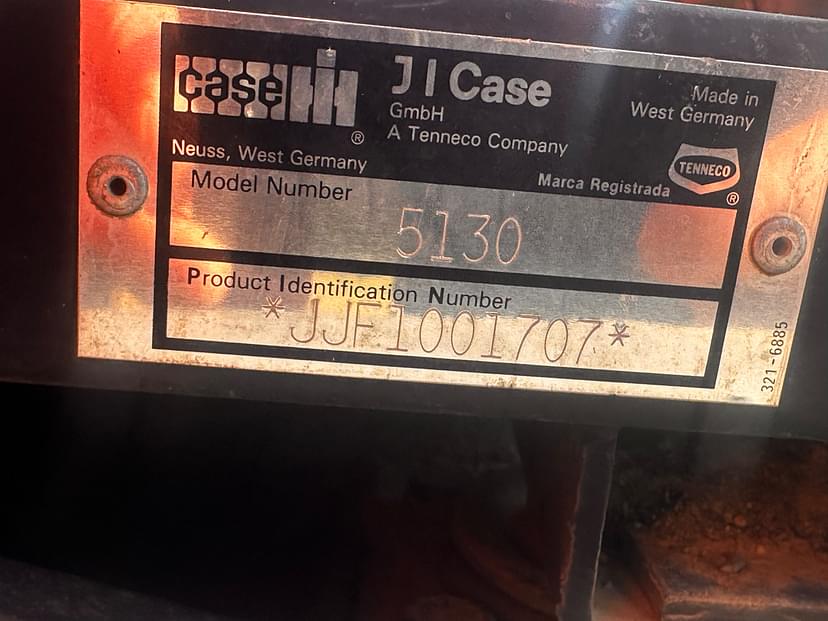 case IH ®
J I Case
GmbH
A Tenneco Company
Made in
West Germany
Neuss, West Germany
Marca Registrada
TENNECO ®
Model Number
5130
Product Identification Number
*JJF1001707*
321-6885